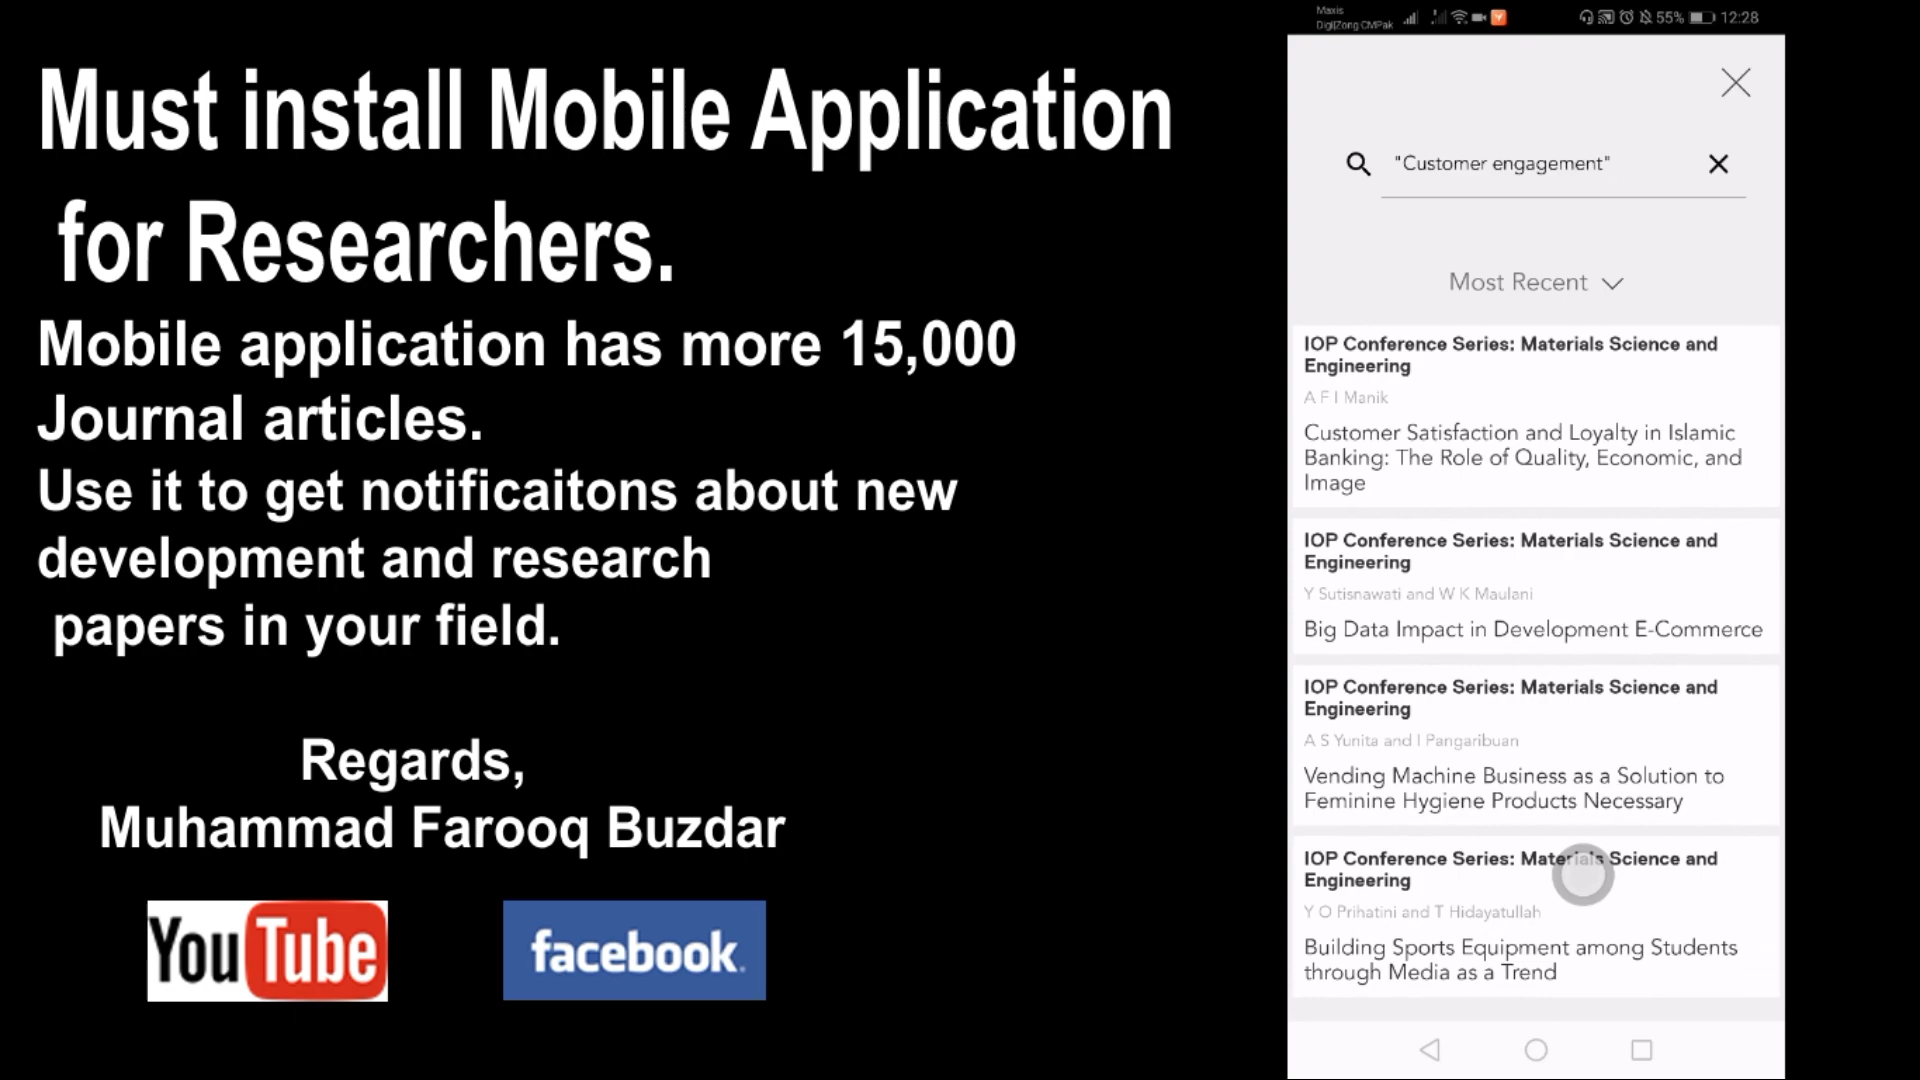 Must install Mobile Application
for Researchers.
Mobile application has more 15,000
Journal articles.
Use it to get notificaitons about new
development and research
papers in your field.
Regards,
Muhammad Farooq Buzdar
YouTube
facebook.
Maxis
Digi|Zong CMPak
55% 12:28
"Customer engagement"
Most Recent
IOP Conference Series: Materials Science and
Engineering
A F I Manik
Customer Satisfaction and Loyalty in Islamic
Banking: The Role of Quality, Economic, and
Image
IOP Conference Series: Materials Science and
Engineering
Y Sutisnawati and W K Maulani
Big Data Impact in Development E-Commerce
IOP Conference Series: Materials Science and
Engineering
A S Yunita and I Pangaribuan
Vending Machine Business as a Solution to
Feminine Hygiene Products Necessary
IOP Conference Series: Materials Science and
Engineering
Y O Prihatini and T Hidayatullah
Building Sports Equipment among Students
through Media as a Trend